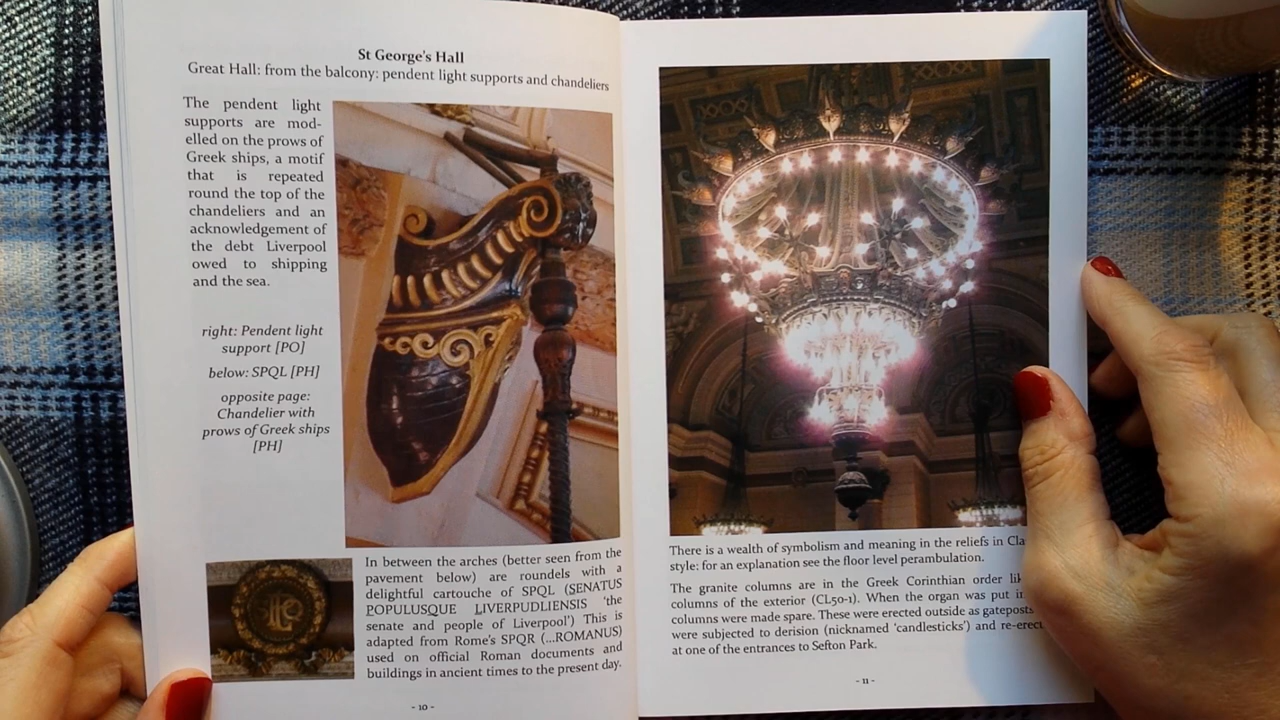 St George's Hall
Great Hall: from the balcony: pendent light supports and chandeliers
The pendent light
supports are mod-
elled on the prows of
Greek ships, a motif
that is repeated
round the top of the
chandeliers and an
acknowledgement of
the debt Liverpool
owed to shipping
and the sea.
right: Pendent light
support [PO]
below: SPQL [PH]
opposite page:
Chandelier with
prows of Greek ships
[PH]
In between the arches (better seen from the
pavement below) are roundels with a
delightful cartouche of SPQL (SENATUS
POPULUSQUE LIVERPUDLIENSIS 'the
senate and people of Liverpool') This is
adapted from Rome's SPQR (...ROMANUS)
used on official Roman documents and
buildings in ancient times to the present day.
- 10 -
There is a wealth of symbolism and meaning in the reliefs in
style: for an explanation see the floor level perambulation.
The granite columns are in the Greek Corinthian order
columns of the exterior (CL50-1). When the organ was put
columns were made spare. These were erected outside as gateposts
were subjected to derision (nicknamed 'candlesticks') and
at one of the entrances to Sefton Park.
- 11 -